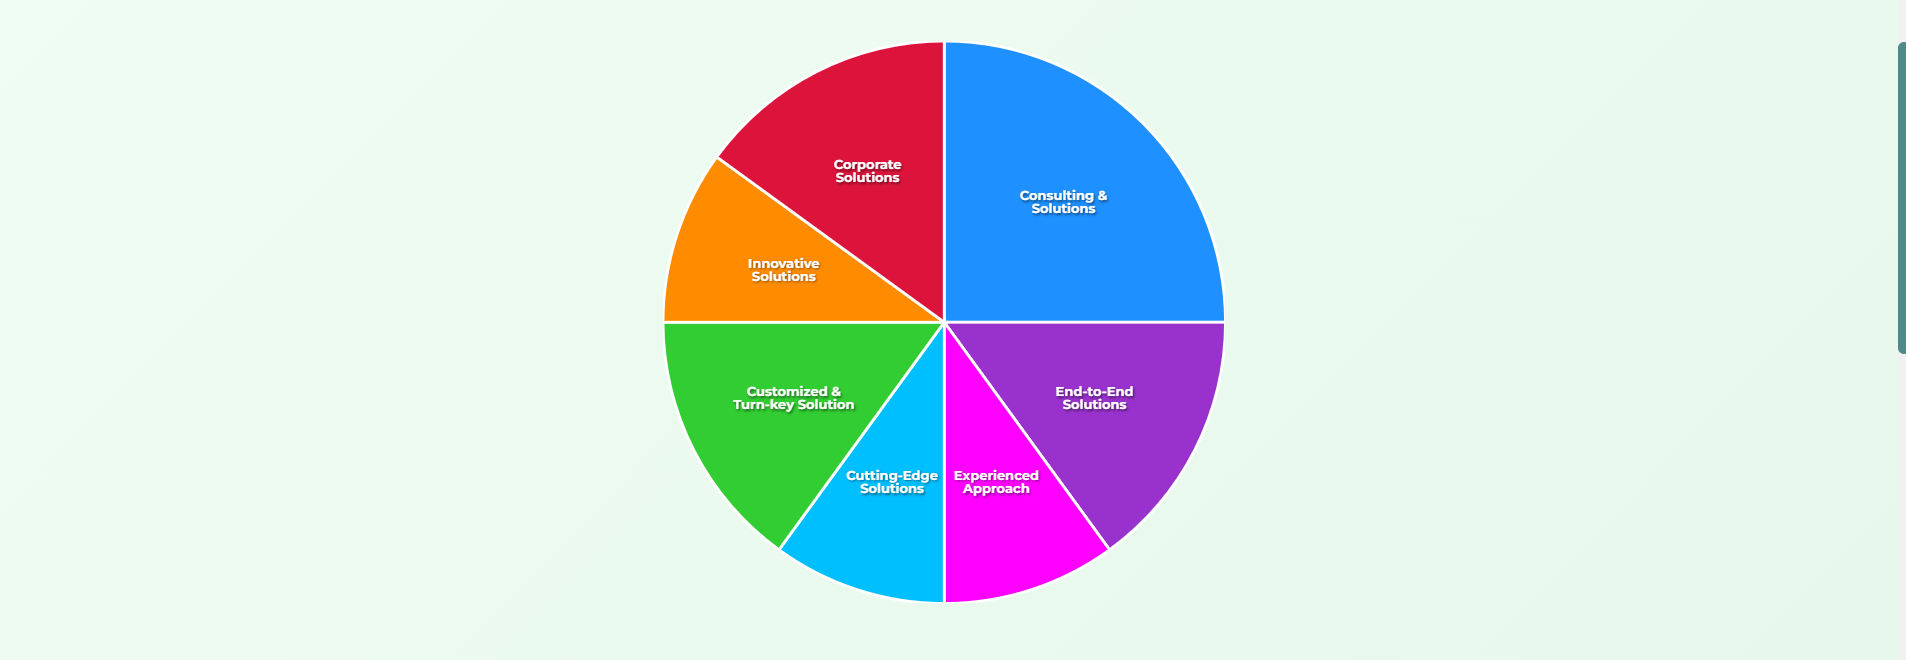 Corporate
Solutions
Consulting &
Solutions
Innovative
Solutions
Customized &
Turn-key Solution
End-to-End
Solutions
Cutting-Edge
Solutions
Experienced
Approach